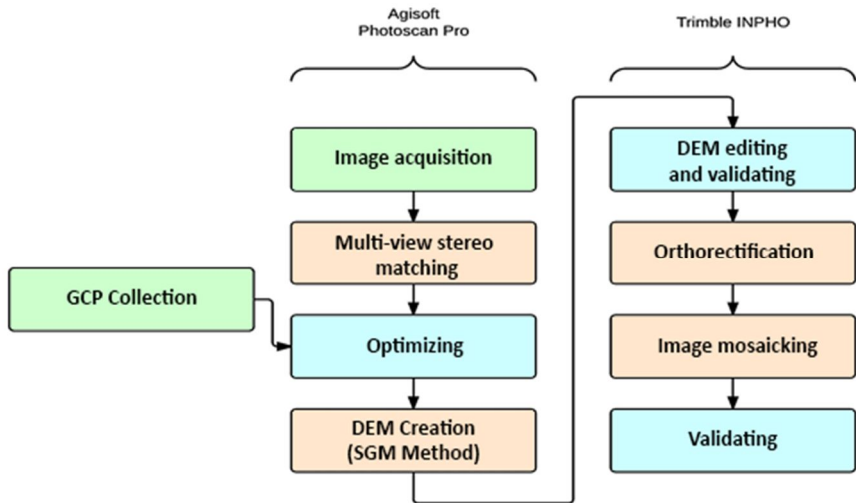 Agisoft
Photoscan Pro
Trimble INPHO
Image acquisition
Multi-view stereo
matching
GCP Collection
Optimizing
DEM Creation
(SGM Method)
DEM editing
and validating
Orthorectification
Image mosaicking
Validating